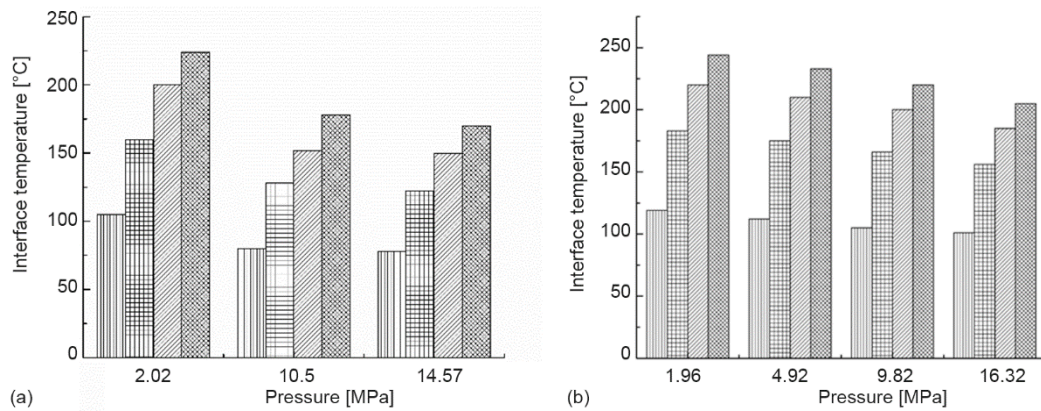 Interface temperature [°C]
250
200
150
100
50
0
2.02 10.5 14.57
(a) Pressure [MPa]
Interface temperature [°C]
250
200
150
100
50
0
1.96 4.92 9.82 16.32
(b) Pressure [MPa]